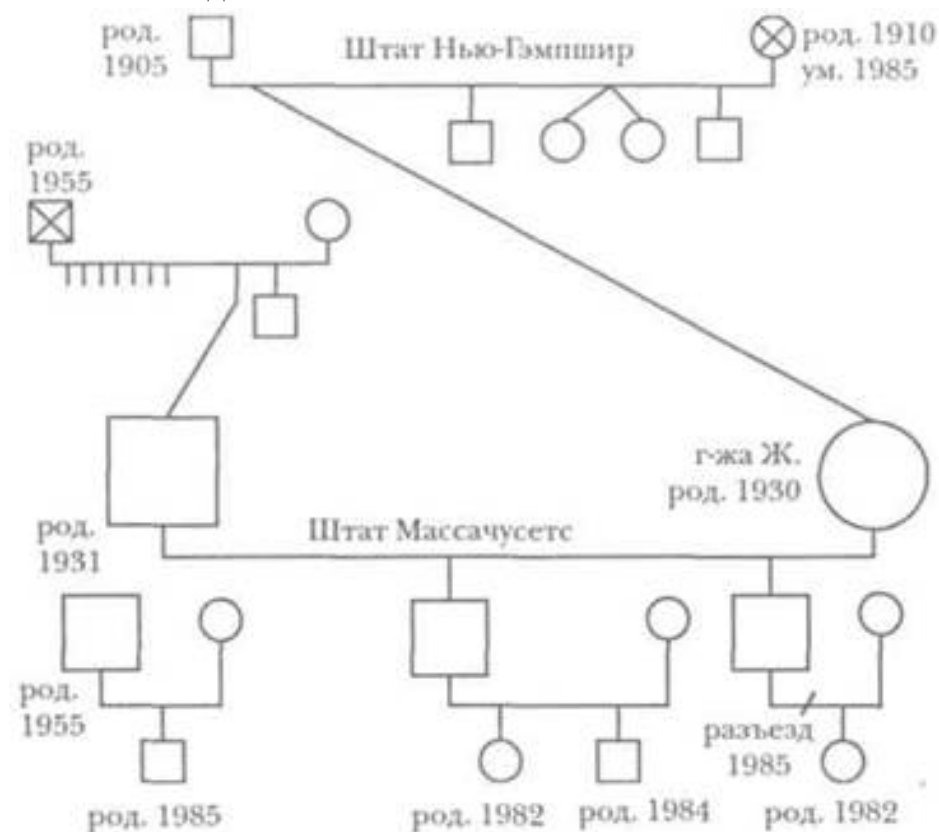 род.
1905
Штат Нью-Гэмпшир
род. 1910
ум. 1985
род.
1955
г-жа Ж.
род. 1930
род.
1931
Штат Массачусетс
род.
1955
разъезд
1985
род. 1985
род. 1982
род. 1984
род. 1982